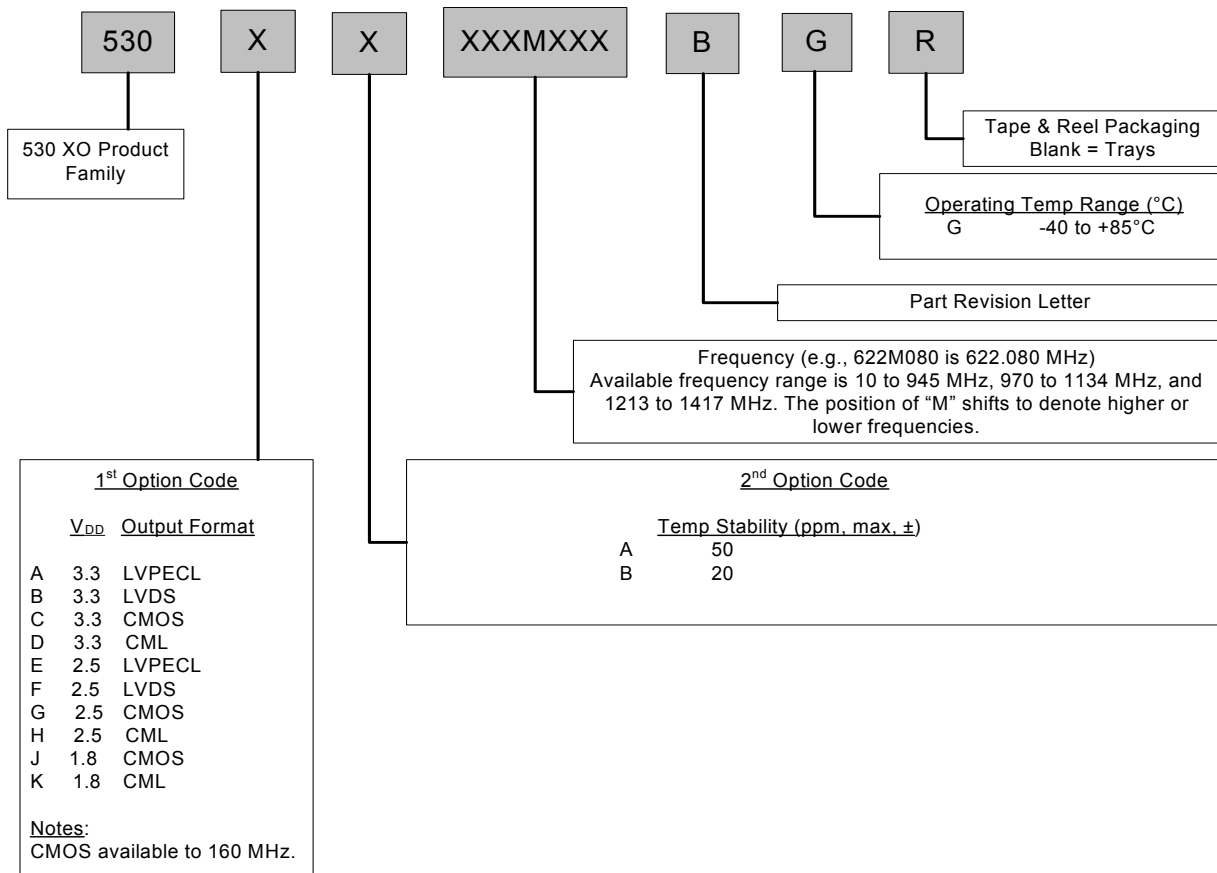 530 X X XXXMXXX B G R
530 XO Product
Family
Tape & Reel Packaging
Blank = Trays
Operating Temp Range (°C)
G -40 to +85°C
Part Revision Letter
Frequency (e.g., 622M080 is 622.080 MHz)
Available frequency range is 10 to 945 MHz, 970 to 1134 MHz, and
1213 to 1417 MHz. The position of “M” shifts to denote higher or
lower frequencies.
1st Option Code
VDD Output Format
A 3.3 LVPECL
B 3.3 LVDS
C 3.3 CMOS
D 3.3 CML
E 2.5 LVPECL
F 2.5 LVDS
G 2.5 CMOS
H 2.5 CML
J 1.8 CMOS
K 1.8 CML
Notes:
CMOS available to 160 MHz.
2nd Option Code
Temp Stability (ppm, max, ±)
A 50
B 20